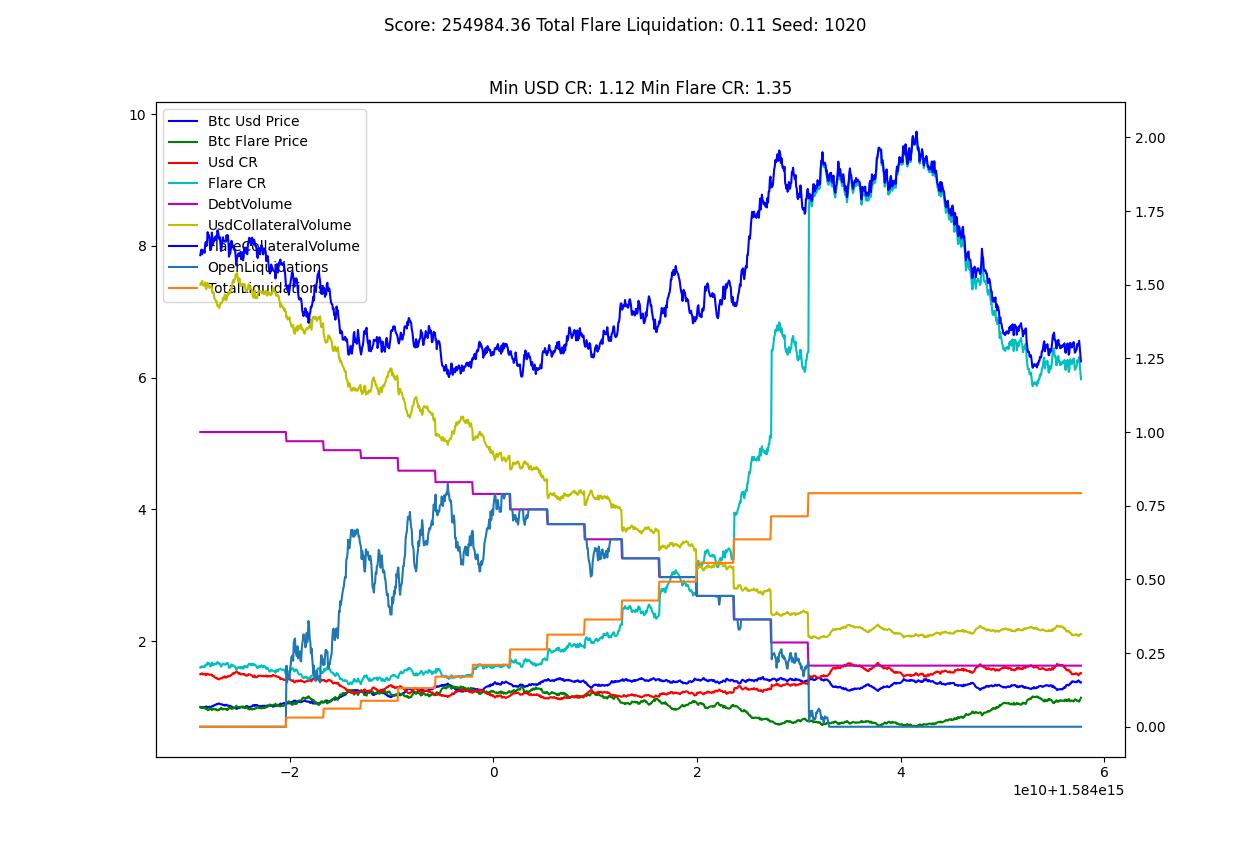 Score: 254984.36 Total Flare Liquidation: 0.11 Seed: 1020
Min USD CR: 1.12 Min Flare CR: 1.35
Btc Usd Price
Btc Flare Price
Usd CR
Flare CR
DebtVolume
UsdCollateralVolume
FlareCollateralVolume
OpenLiquidations
TotalLiquidations
10
8
6
4
2
2.00
1.75
1.50
1.25
1.00
0.75
0.50
0.25
0.00
−2
0
2
4
6
1e10+1.584e15